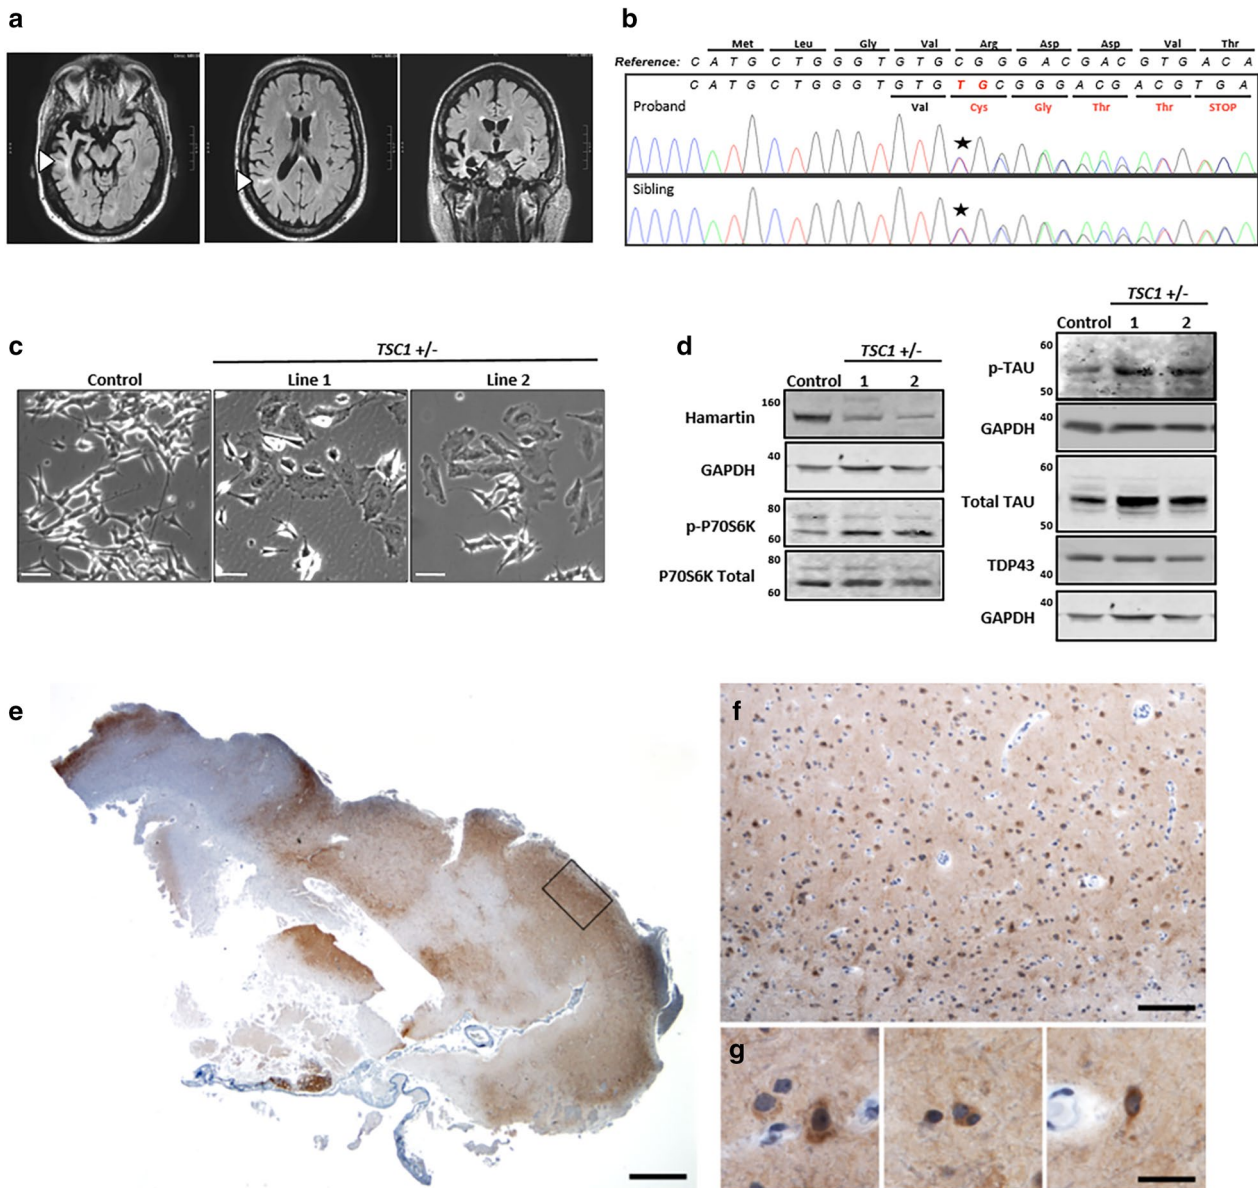 a
b
Met Leu Gly Val Arg Asp Asp Val Thr
Reference: C A T G C T G G G T G T G C G G G A C G A C G T G A C A
C A T G C T G G G T G T G T G C G G A C G A C G T G A
Proband
Val Cys Gly Thr Thr STOP
Sibling
c
TSC1 +/-
Control Line 1 Line 2
d
TSC1 +/-
Control 1 2
Hamartin
160
GAPDH
40
p-P70S6K
80
60
P70S6K Total
80
60
TSC1 +/-
Control 1 2
p-TAU
60
50
GAPDH
40
Total TAU
60
50
TDP43
40
GAPDH
40
e
f
g